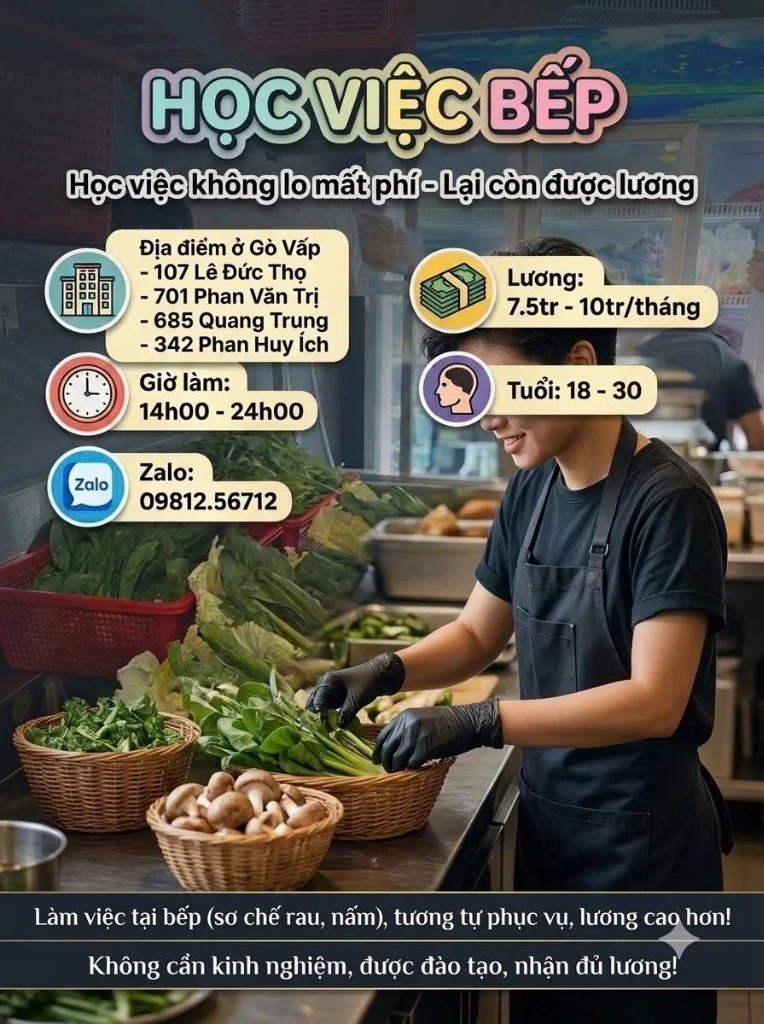 HỌC VIỆC BẾP
Học việc không lo mất phí - Lại còn được lương
Địa điểm ở Gò Vấp
- 107 Lê Đức Thọ
- 701 Phan Văn Trị
- 685 Quang Trung
- 342 Phan Huy Ích
Lương:
7.5tr - 10tr/tháng
Giờ làm:
14h00 - 24h00
Tuổi: 18 - 30
Zalo
Zalo:
09812.56712
Làm việc tại bếp (sơ chế rau, nấm), tương tự phục vụ, lương cao hơn!
Không cần kinh nghiệm, được đào tạo, nhận đủ lương!